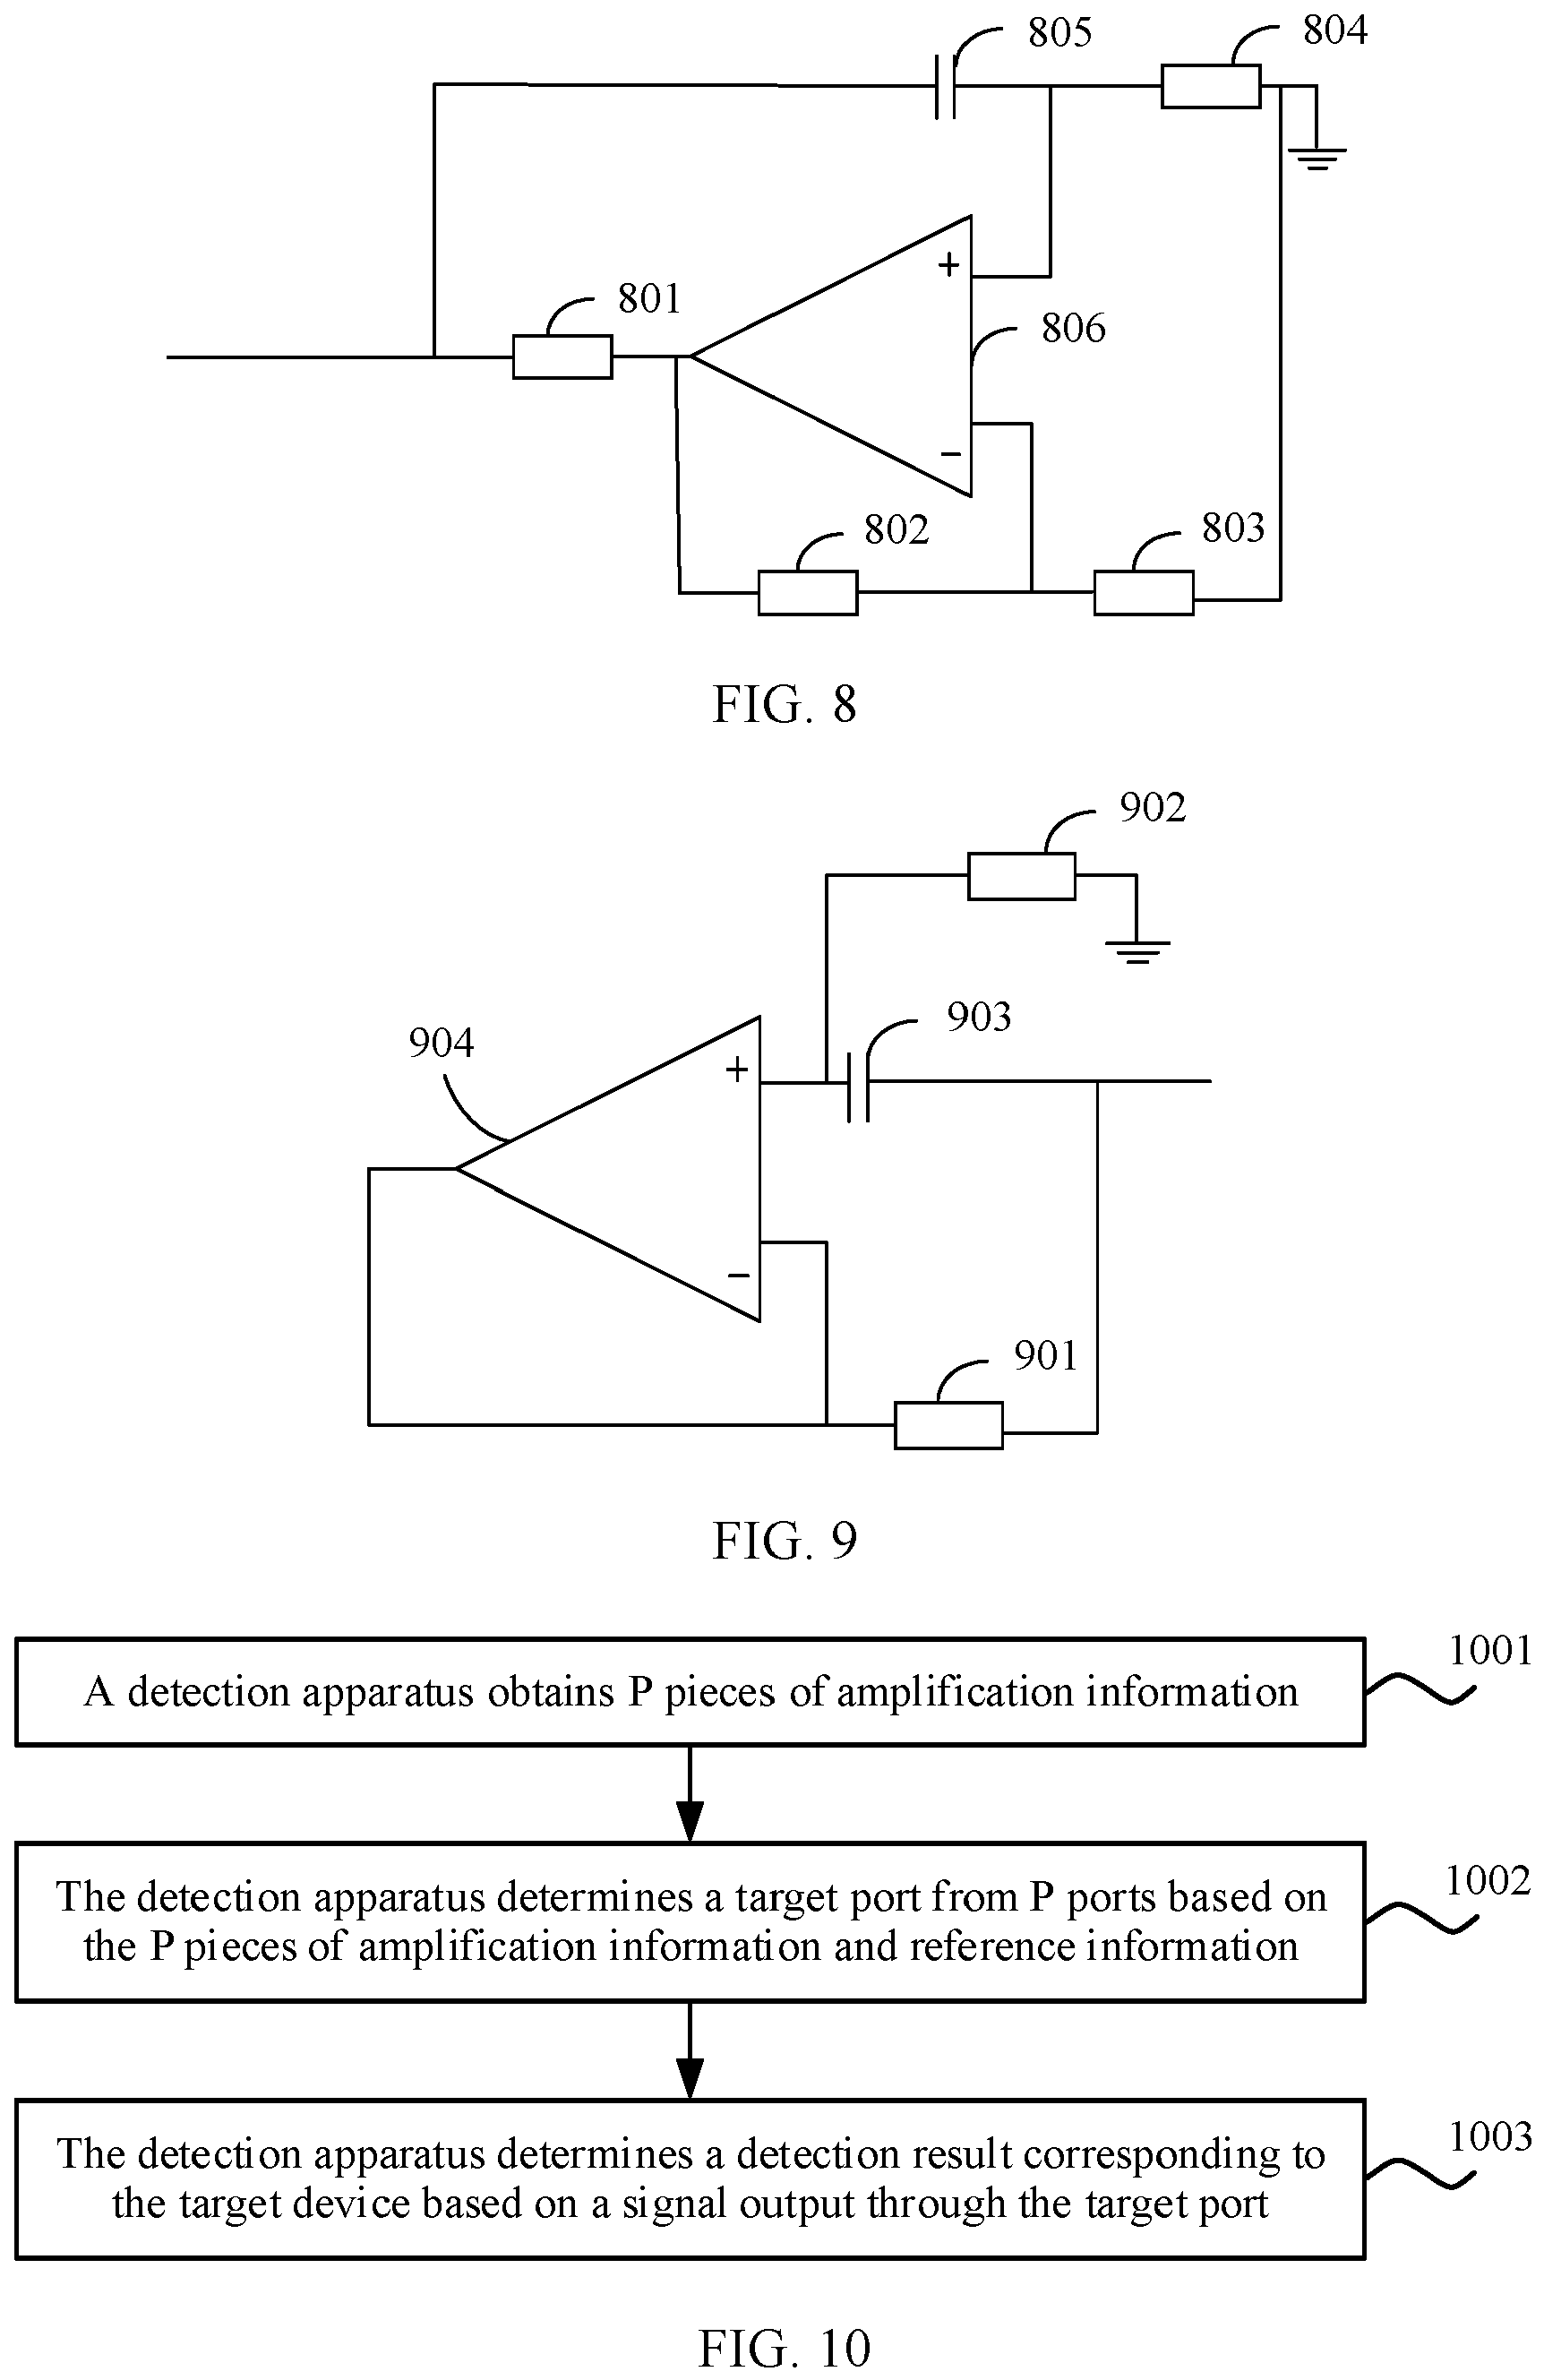 805
804
+
801
806
−
802
803
FIG. 8
902
903
904
+
−
901
FIG. 9
1001
A detection apparatus obtains P pieces of amplification information
1002
The detection apparatus determines a target port from P ports based on
the P pieces of amplification information and reference information
1003
The detection apparatus determines a detection result corresponding to
the target device based on a signal output through the target port
FIG. 10